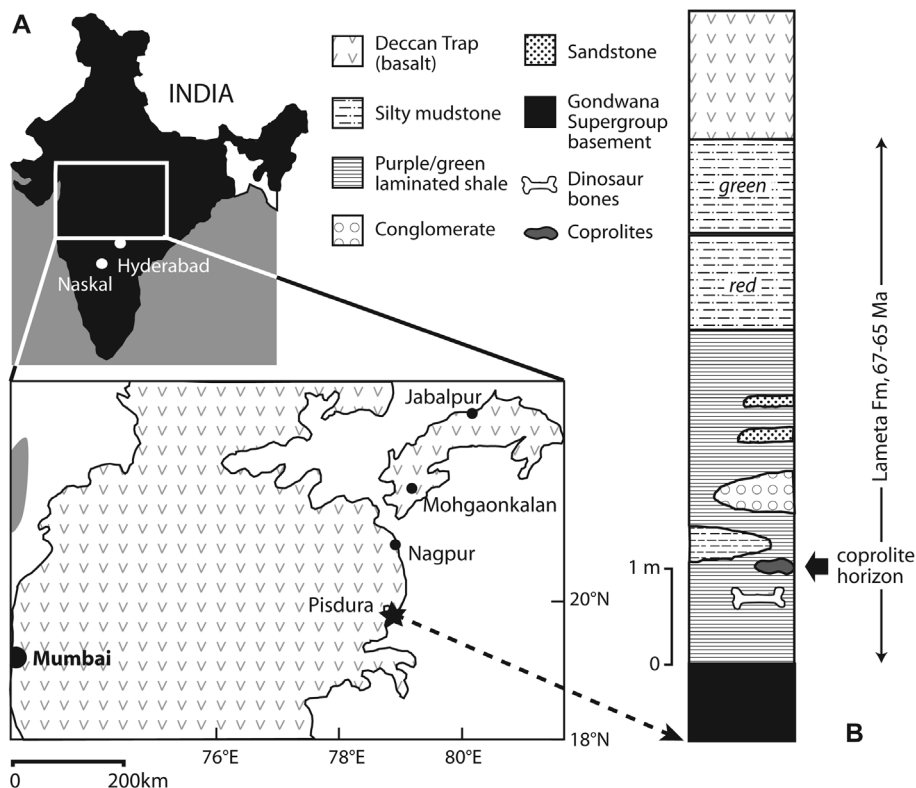 A
INDIA
Hyderabad
Naskal
Deccan Trap
(basalt)
Silty mudstone
Purple/green
laminated shale
Conglomerate
Sandstone
Gondwana
Supergroup
basement
Dinosaur
bones
Coprolites
Jabalpur
Mohgaonkalan
Nagpur
Pisdura
Mumbai
20°N
18°N
76°E
78°E
80°E
0
200km
green
red
Lameta Fm, 67-65 Ma
coprolite
horizon
1 m
0
B